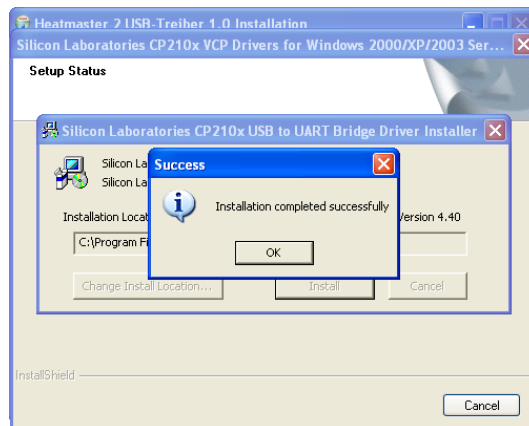 Heatmaster 2 USB-Treiber 1.0 Installation
Silicon Laboratories CP210x VCP Drivers for Windows 2000/XP/2003 Ser...
Setup Status
Silicon Laboratories CP210x USB to UART Bridge Driver Installer
Silicon La
Silicon La
Success
Installation completed successfully
OK
Installation Locat
Version 4.40
C:\Program Fi
Change Install Location...
Install
Cancel
InstallShield
Cancel